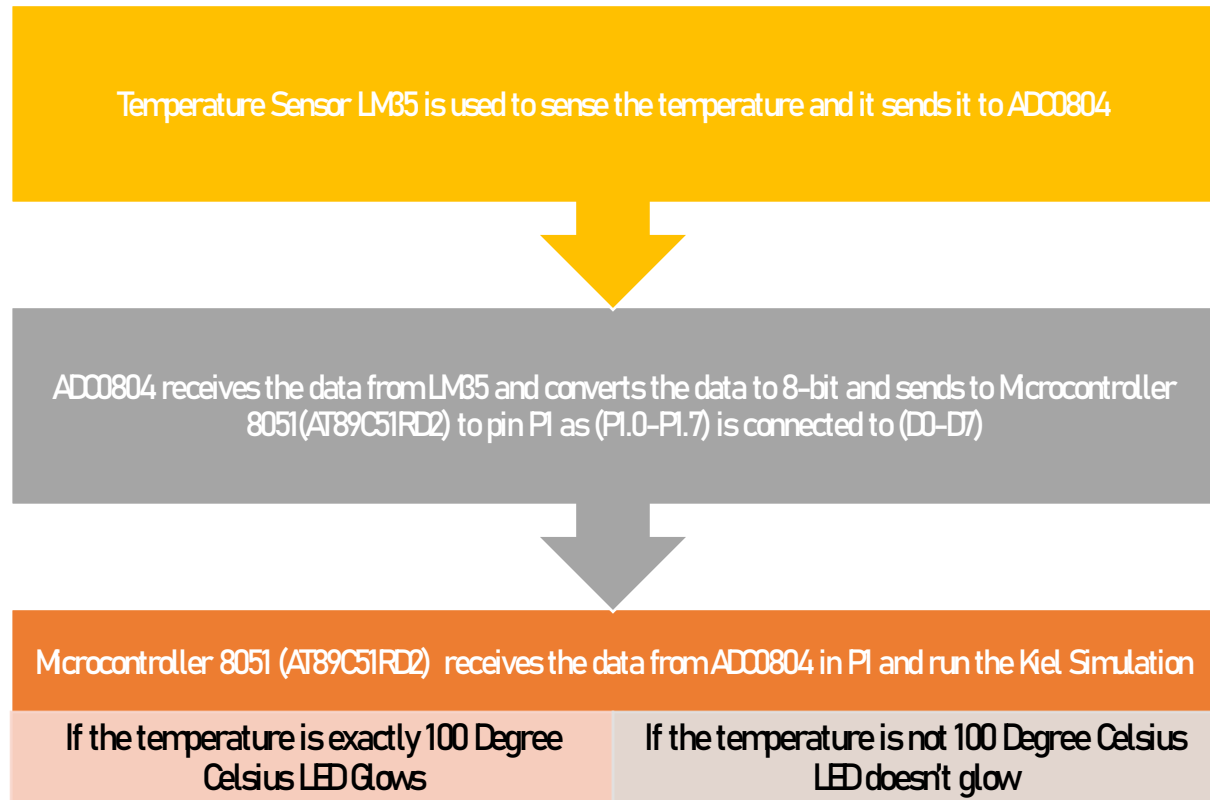 Temperature Sensor LM35 is used to sense the temperature and it sends it to ADC0804
ADC0804 receives the data from LM35 and converts the data to 8-bit and sends to Microcontroller
8051(AT89C51RD2) to pin P1 as (P1.0-P1.7) is connected to (D0-D7)
Microcontroller 8051 (AT89C51RD2) receives the data from ADC0804 in P1 and run the Kiel Simulation
If the temperature is exactly 100 Degree
Celsius LED Glows
If the temperature is not 100 Degree Celsius
LED doesn't glow